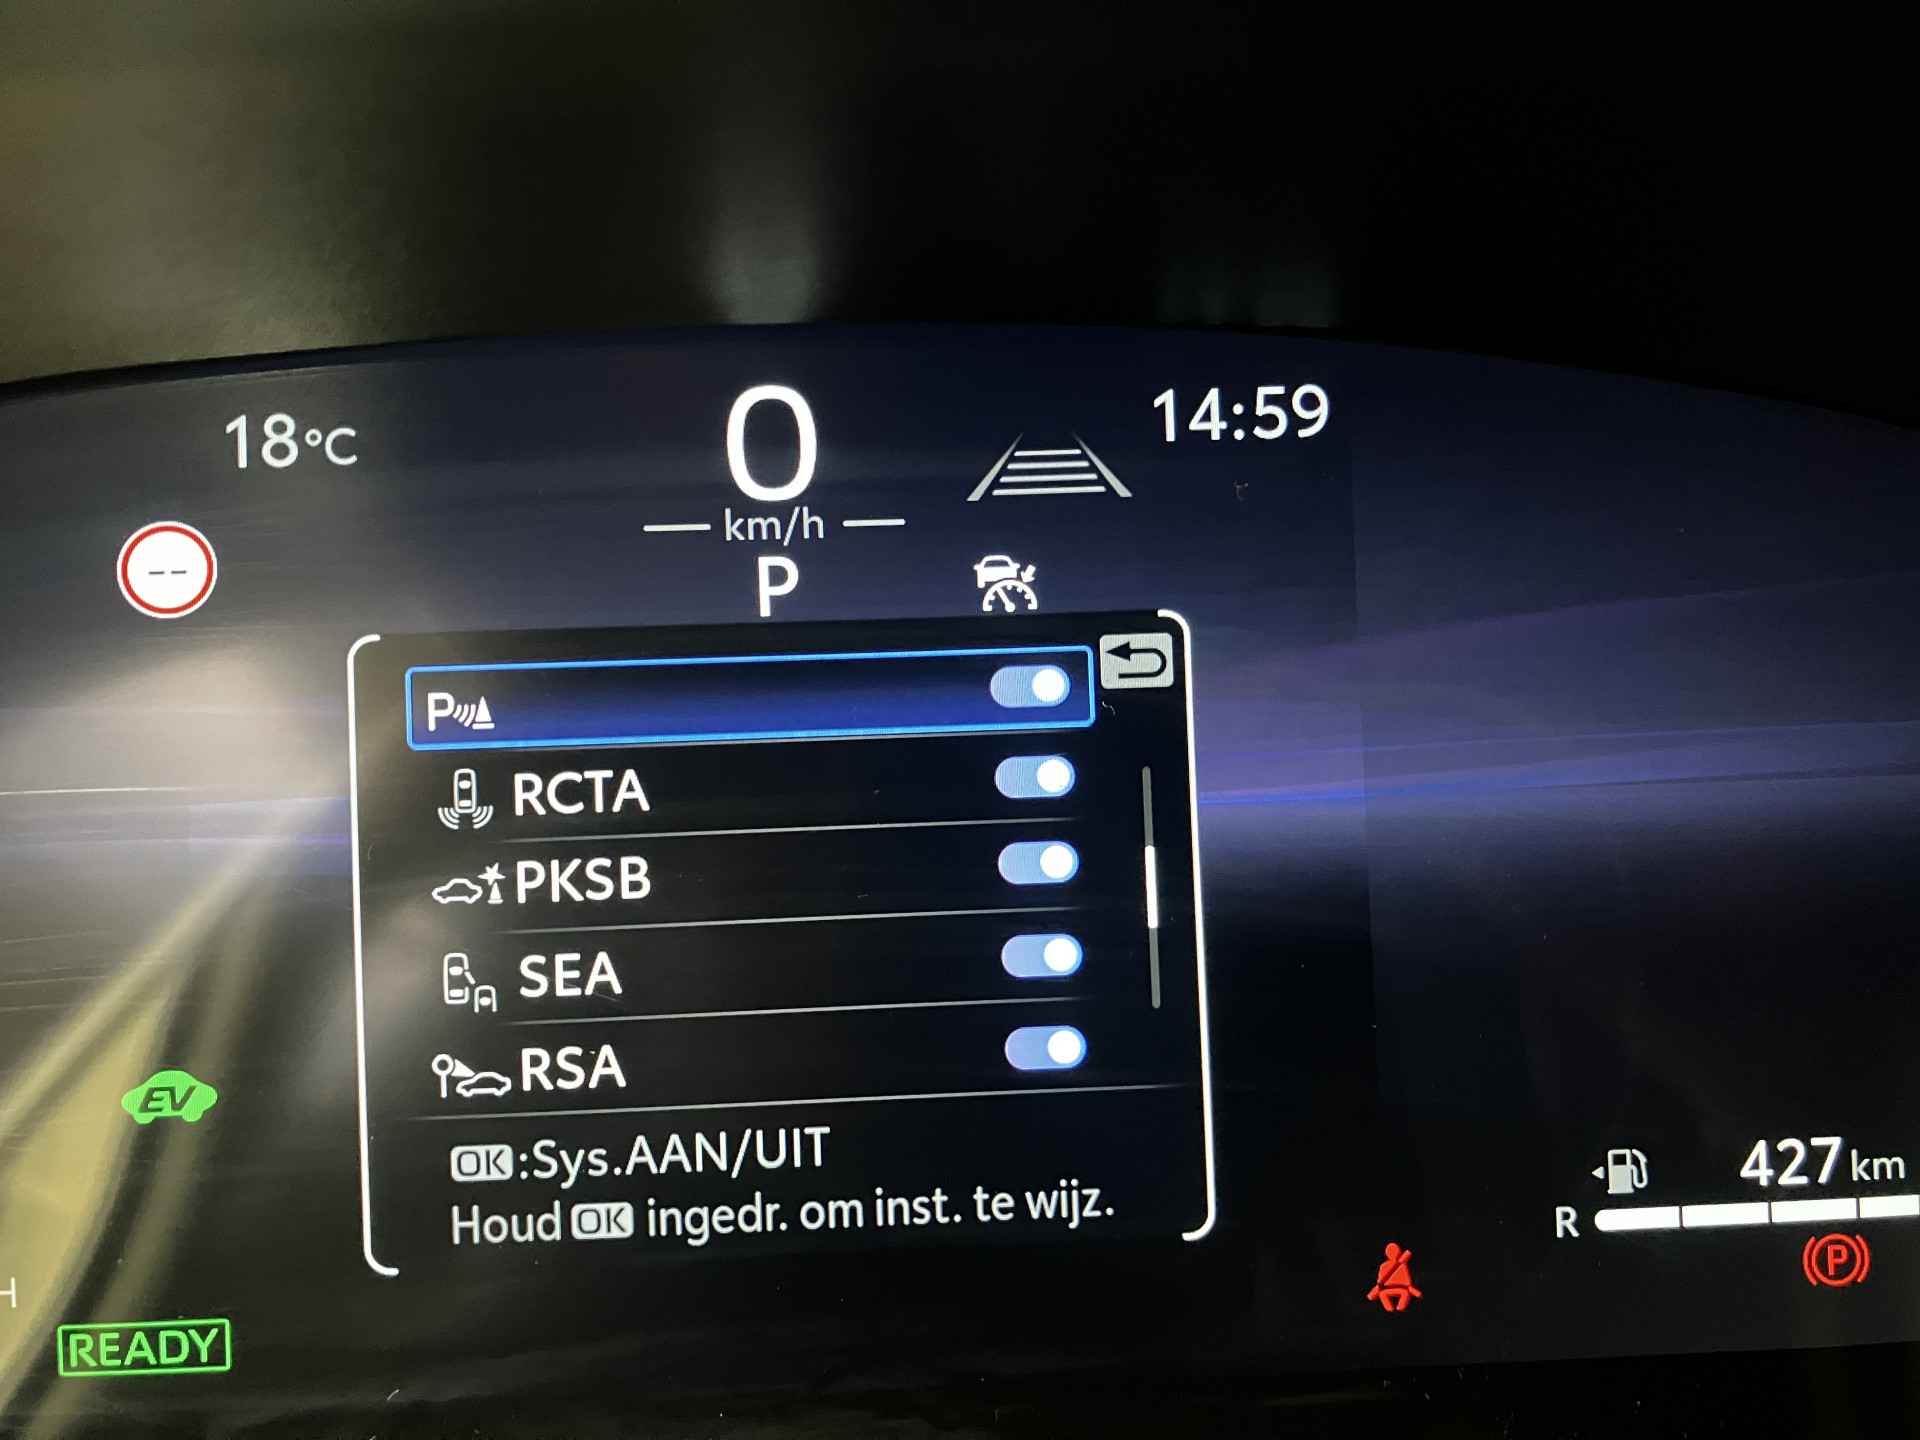 18°C
0
14:59
km/h
--
P
P
RCTA
PKSB
SEA
RSA
EV
OK:Sys.AAN/UIT
Houd OK ingedr. om inst. te wijz.
427 km
R
P
H
READY